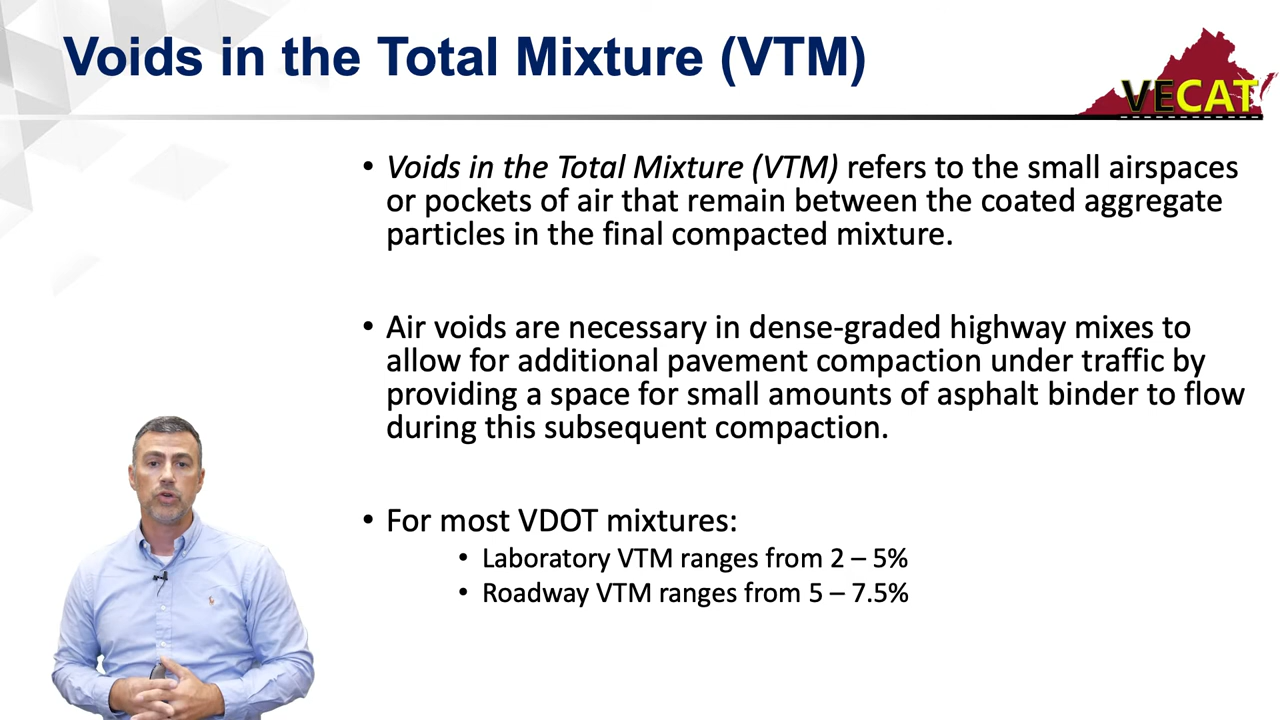 Voids in the Total Mixture (VTM)
VECAT
• Voids in the Total Mixture (VTM) refers to the small airspaces
or pockets of air that remain between the coated aggregate
particles in the final compacted mixture.
• Air voids are necessary in dense-graded highway mixes to
allow for additional pavement compaction under traffic by
providing a space for small amounts of asphalt binder to flow
during this subsequent compaction.
• For most VDOT mixtures:
• Laboratory VTM ranges from 2 – 5%
• Roadway VTM ranges from 5 – 7.5%